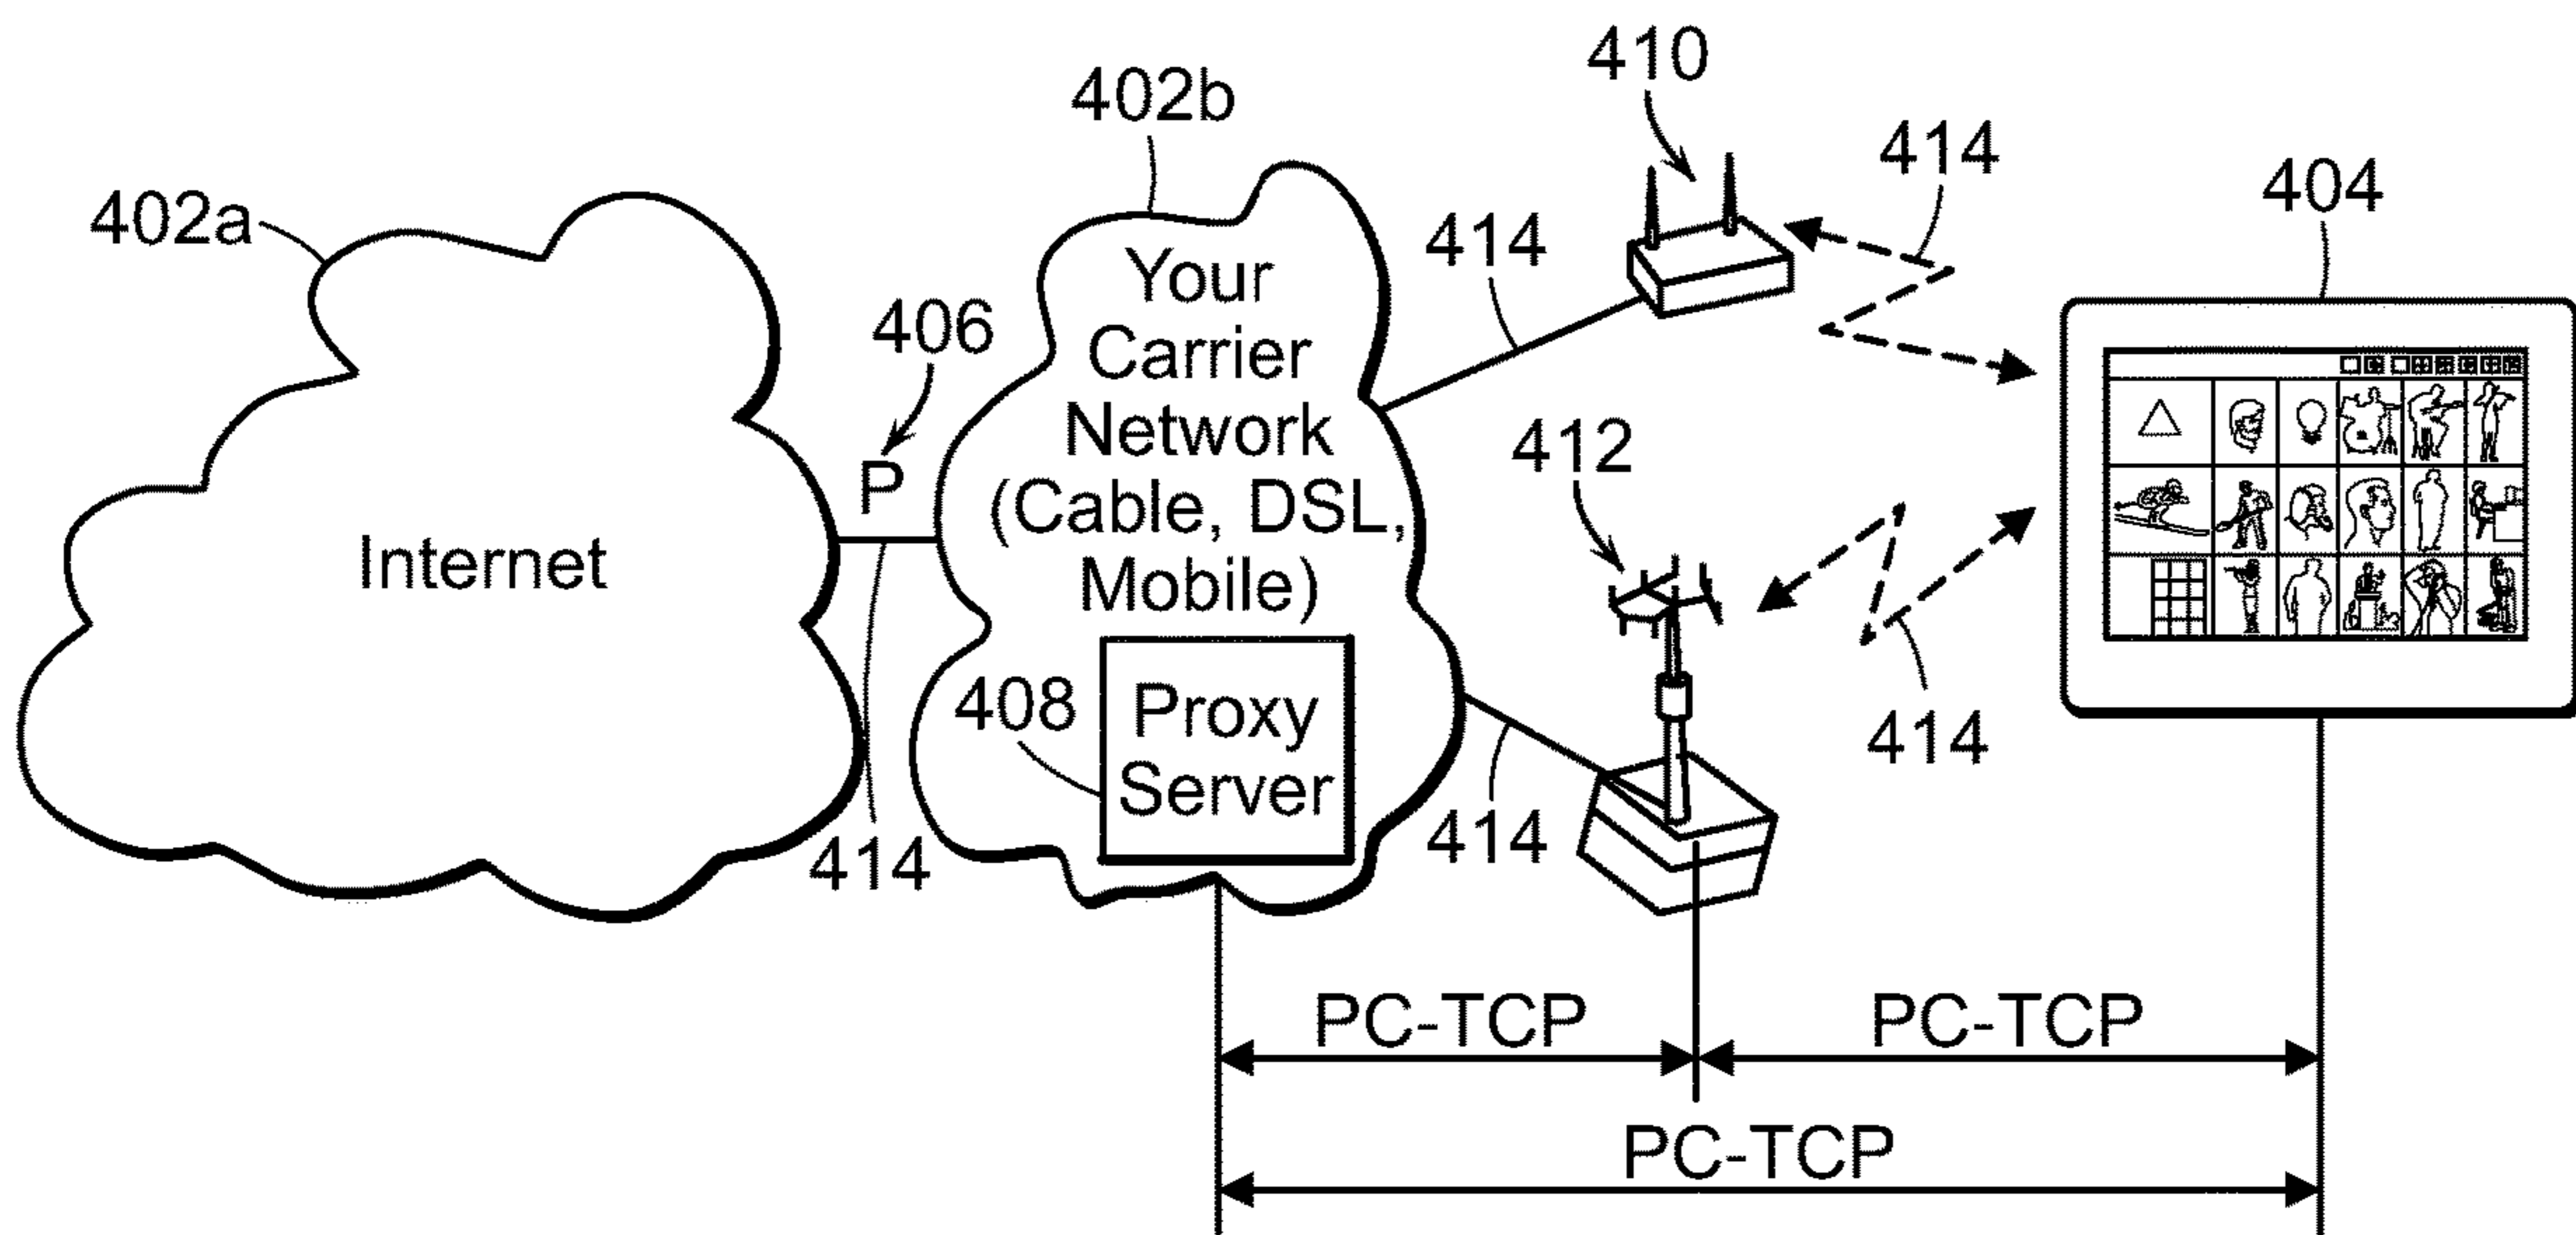 410
402b
414
404
402a
414
406
Your
Carrier
Network
(Cable, DSL,
Mobile)
P
412
Internet
408
Proxy
Server
414
414
414
PC-TCP
PC-TCP
PC-TCP